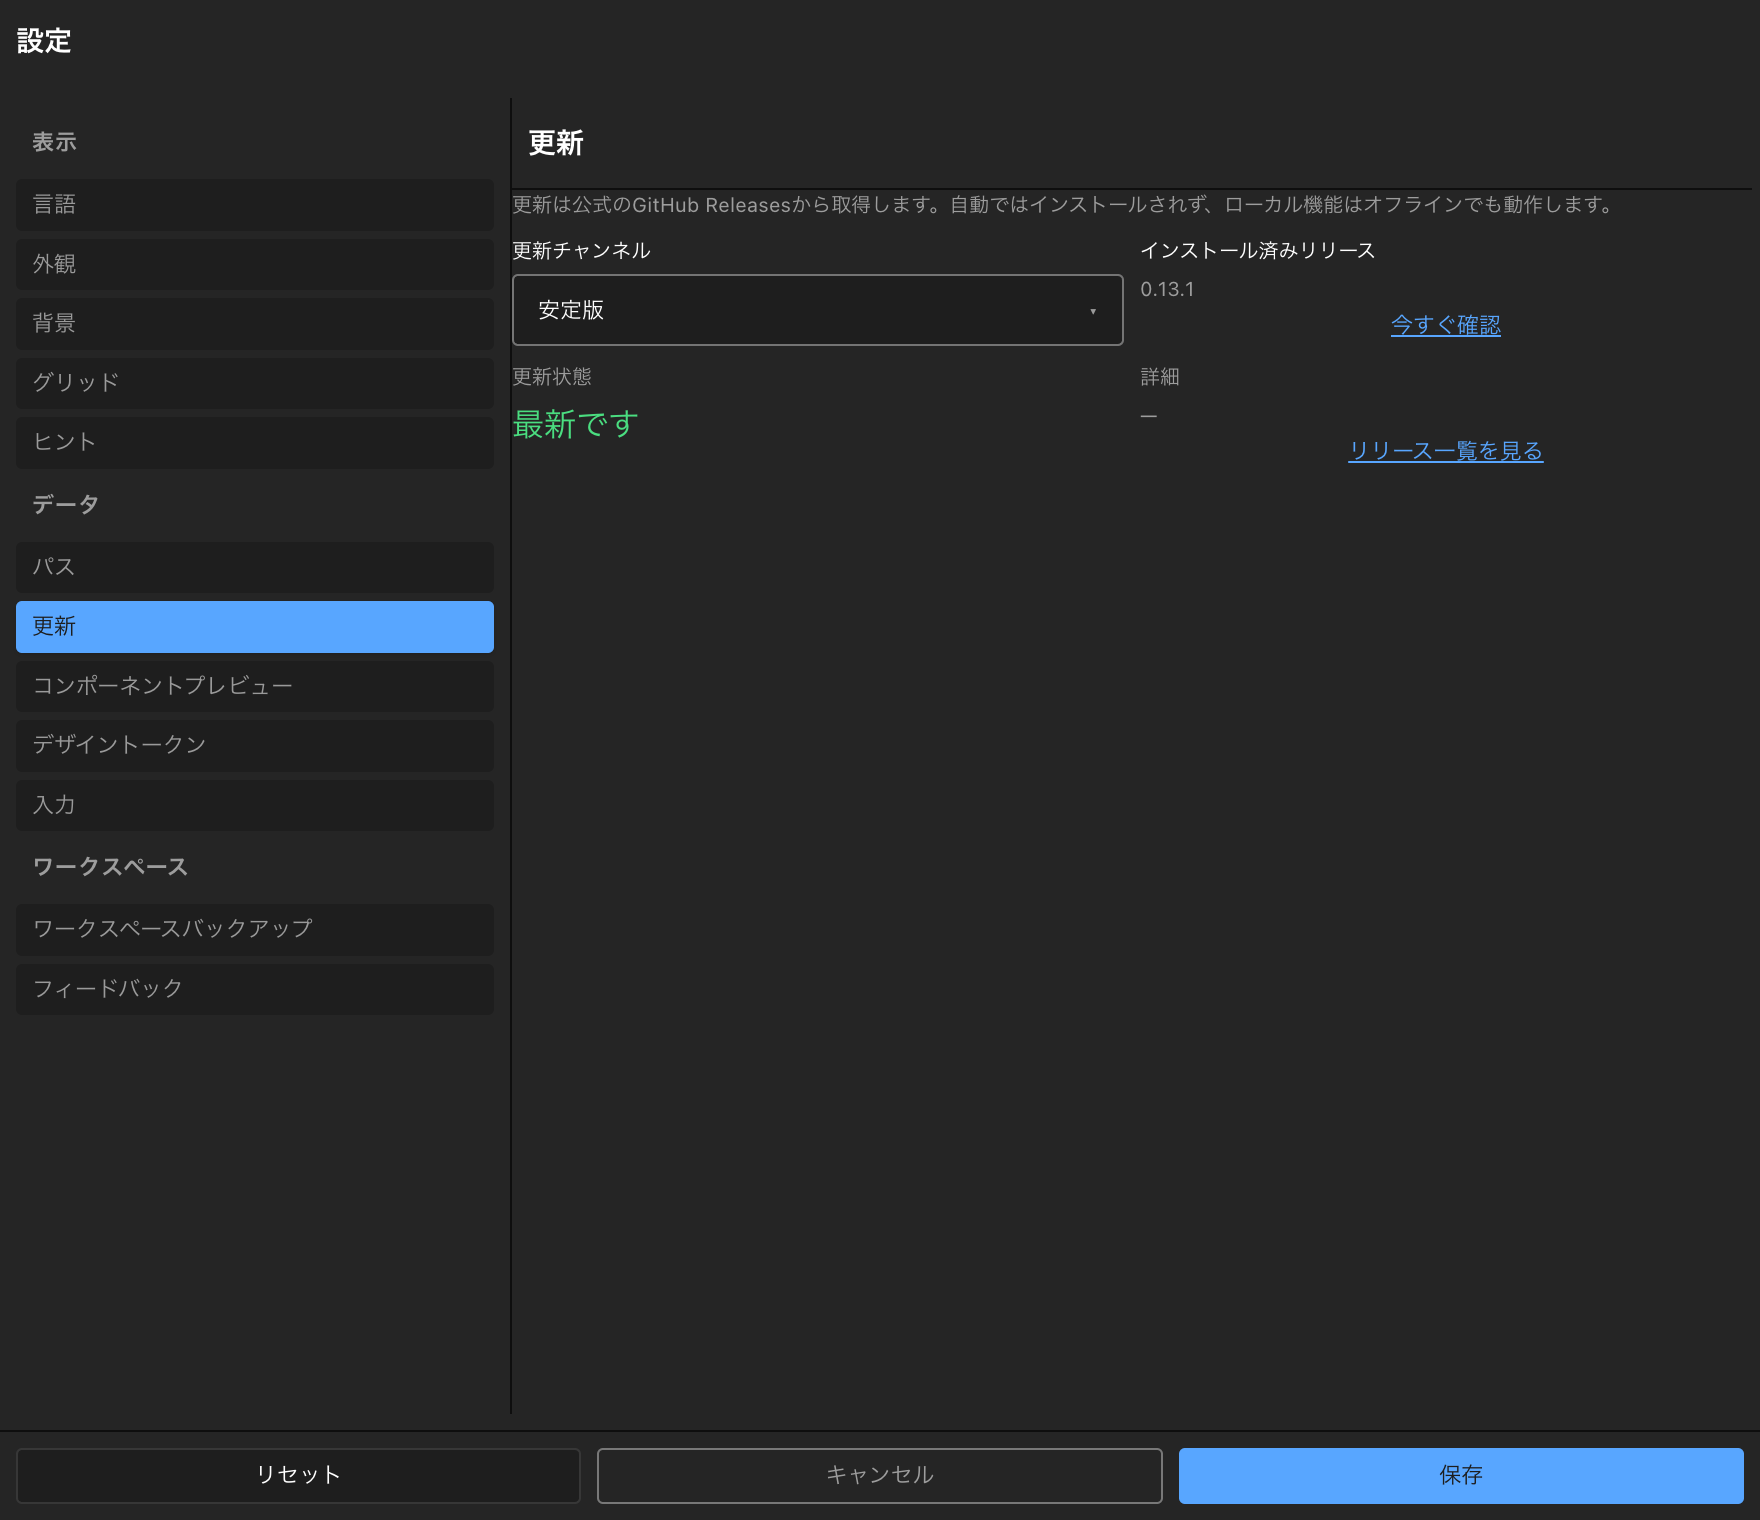 設定
表示
言語
外観
背景
グリッド
ヒント
データ
パス
更新
コンポーネントプレビュー
デザイントークン
入力
ワークスペース
ワークスペースバックアップ
フィードバック
更新
更新は公式のGitHub Releasesから取得します。自動ではインストールされず、ローカル機能はオフラインでも動作します。
更新チャンネル
安定版
インストール済みリリース
0.13.1
今すぐ確認
更新状態
最新です
詳細
—
リリース一覧を見る
リセット
キャンセル
保存